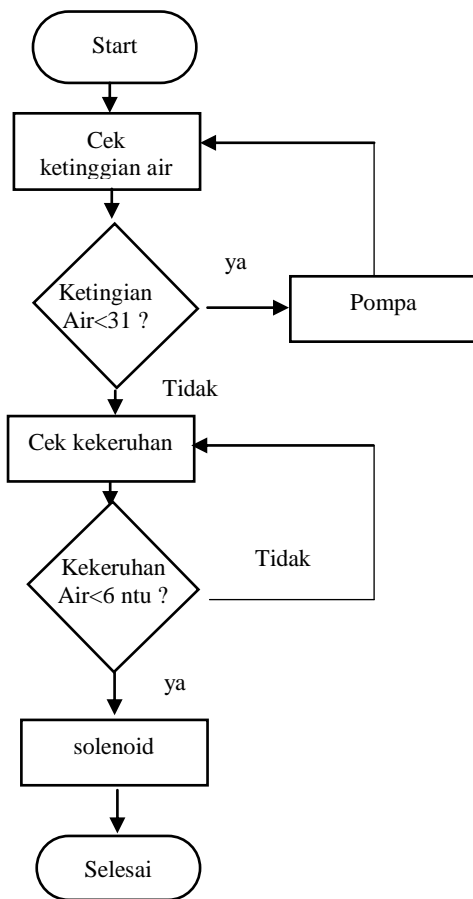 Start
Cek
ketinggian air
ya
Ketingian
Air<31 ?
Pompa
Tidak
Cek kekeruhan
Kekeruhan
Air<6 ntu ?
Tidak
ya
solenoid
Selesai